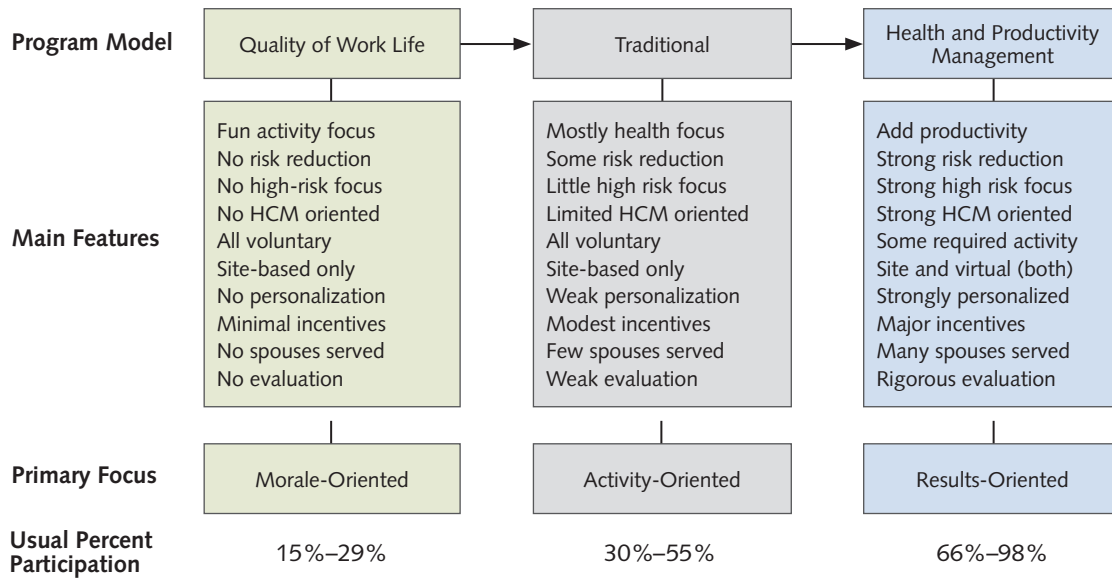 Program Model
Quality of Work Life
Traditional
Health and Productivity
Management
Main Features
Fun activity focus
No risk reduction
No high-risk focus
No HCM oriented
All voluntary
Site-based only
No personalization
Minimal incentives
No spouses served
No evaluation
Mostly health focus
Some risk reduction
Little high risk focus
Limited HCM oriented
All voluntary
Site-based only
Weak personalization
Modest incentives
Few spouses served
Weak evaluation
Add productivity
Strong risk reduction
Strong high risk focus
Strong HCM oriented
Some required activity
Site and virtual (both)
Strongly personalized
Major incentives
Many spouses served
Rigorous evaluation
Primary Focus
Morale-Oriented
Activity-Oriented
Results-Oriented
Usual Percent
Participation
15%–29%
30%–55%
66%–98%